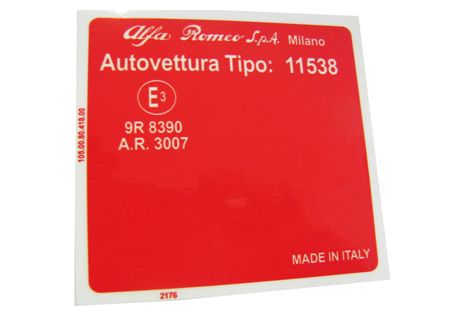 Alfa Romeo S.p.A. Milano
Autovettura Tipo: 11538
E3
9R 8390
A.R. 3007
105.00.80.418.00
MADE IN ITALY
2176